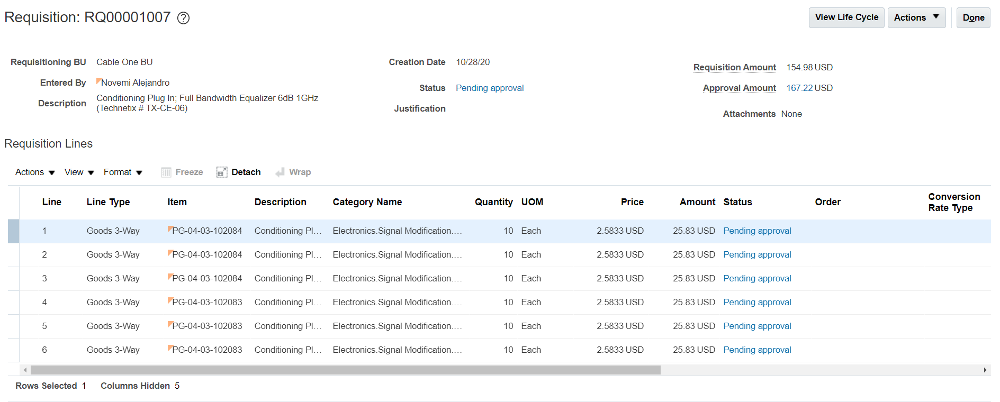 Requisition: RQ00001007 ?
View Life Cycle Actions Done
Requisitioning BU Cable One BU
Entered By Novemi Alejandro
Description Conditioning Plug In; Full Bandwidth Equalizer 6dB 1GHz
(Technetix # TX-CE-06)
Creation Date 10/28/20
Status Pending approval
Justification
Requisition Amount 154.98 USD
Approval Amount 167.22 USD
Attachments None
Requisition Lines
Actions View Format Freeze Detach Wrap
Line Line Type Item Description Category Name Quantity UOM Price Amount Status Order Conversion
Rate Type
1 Goods 3-Way PG-04-03-102084 Conditioning Pl... Electronics.Signal Modification.... 10 Each 2.5833 USD 25.83 USD Pending approval
2 Goods 3-Way PG-04-03-102084 Conditioning Pl... Electronics.Signal Modification.... 10 Each 2.5833 USD 25.83 USD Pending approval
3 Goods 3-Way PG-04-03-102084 Conditioning Pl... Electronics.Signal Modification.... 10 Each 2.5833 USD 25.83 USD Pending approval
4 Goods 3-Way PG-04-03-102083 Conditioning Pl... Electronics.Signal Modification.... 10 Each 2.5833 USD 25.83 USD Pending approval
5 Goods 3-Way PG-04-03-102083 Conditioning Pl... Electronics.Signal Modification.... 10 Each 2.5833 USD 25.83 USD Pending approval
6 Goods 3-Way PG-04-03-102083 Conditioning Pl... Electronics.Signal Modification.... 10 Each 2.5833 USD 25.83 USD Pending approval
Rows Selected 1 Columns Hidden 5